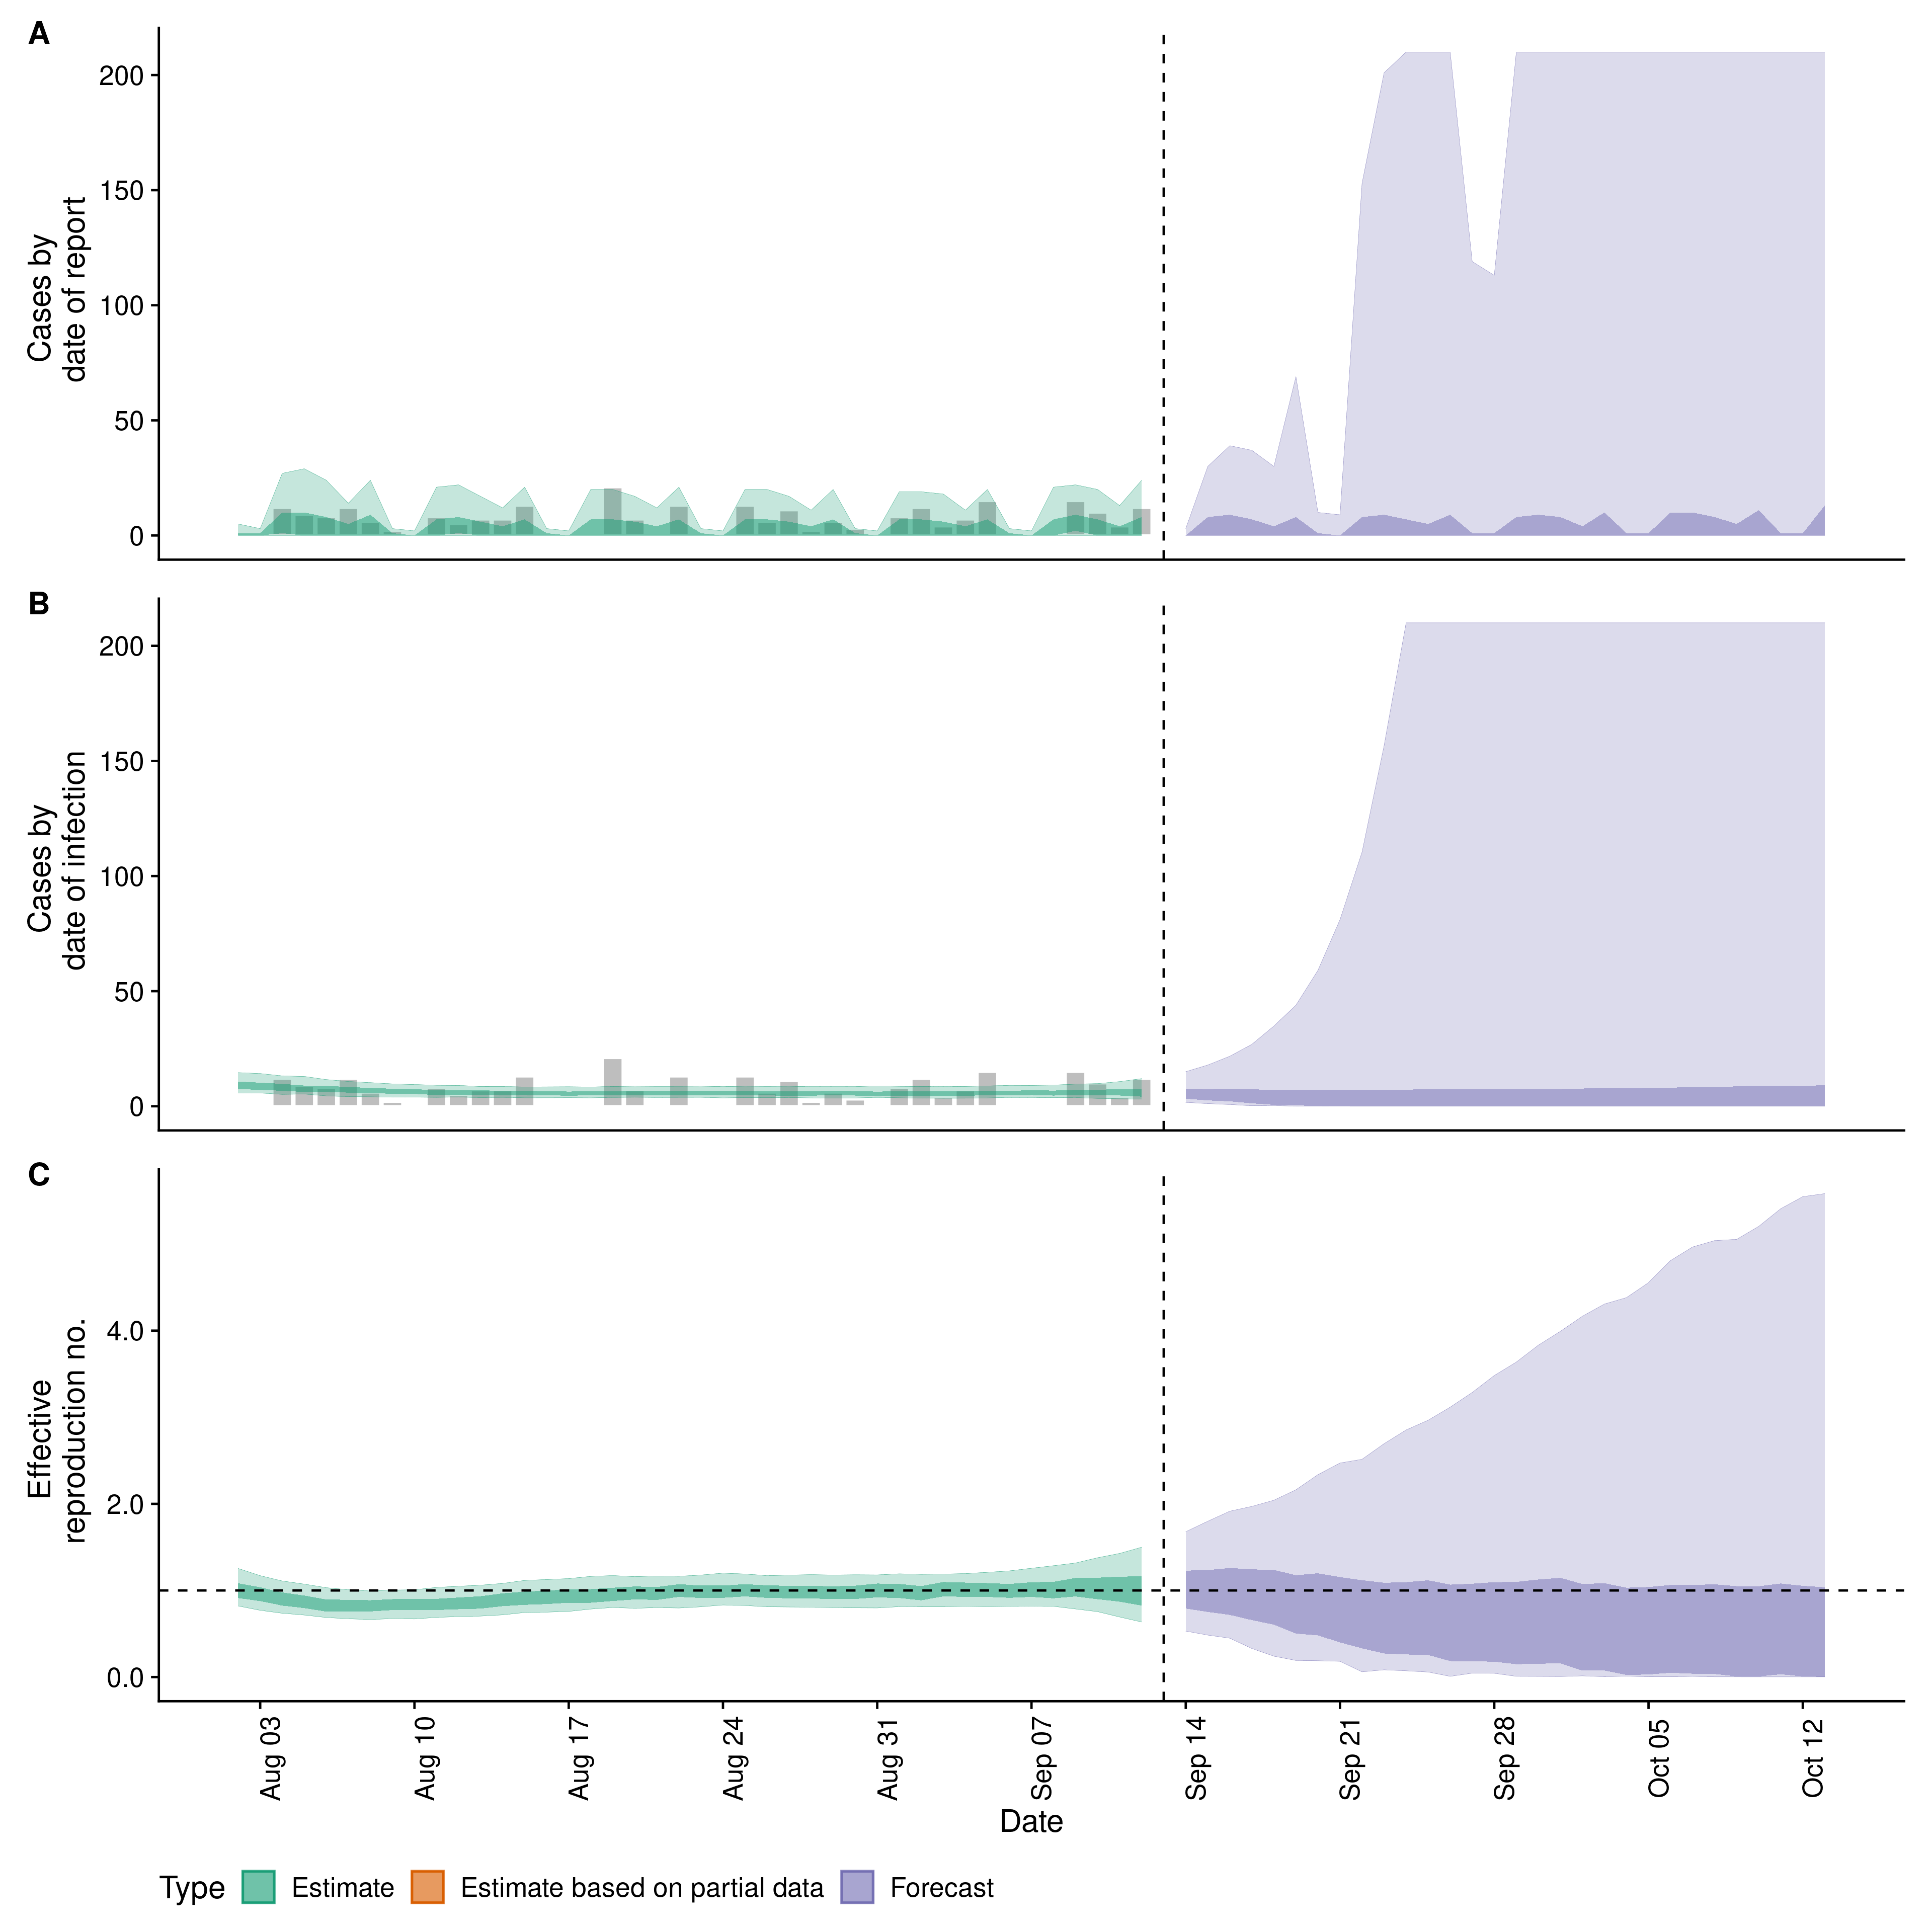 A
Cases by
date of report
200
150
100
50
0
B
Cases by
date of infection
200
150
100
50
0
C
Effective
reproduction no.
4.0
2.0
0.0
Aug 03
Aug 10
Aug 17
Aug 24
Aug 31
Sep 07
Sep 14
Sep 21
Sep 28
Oct 05
Oct 12
Date
Type Estimate Estimate based on partial data Forecast